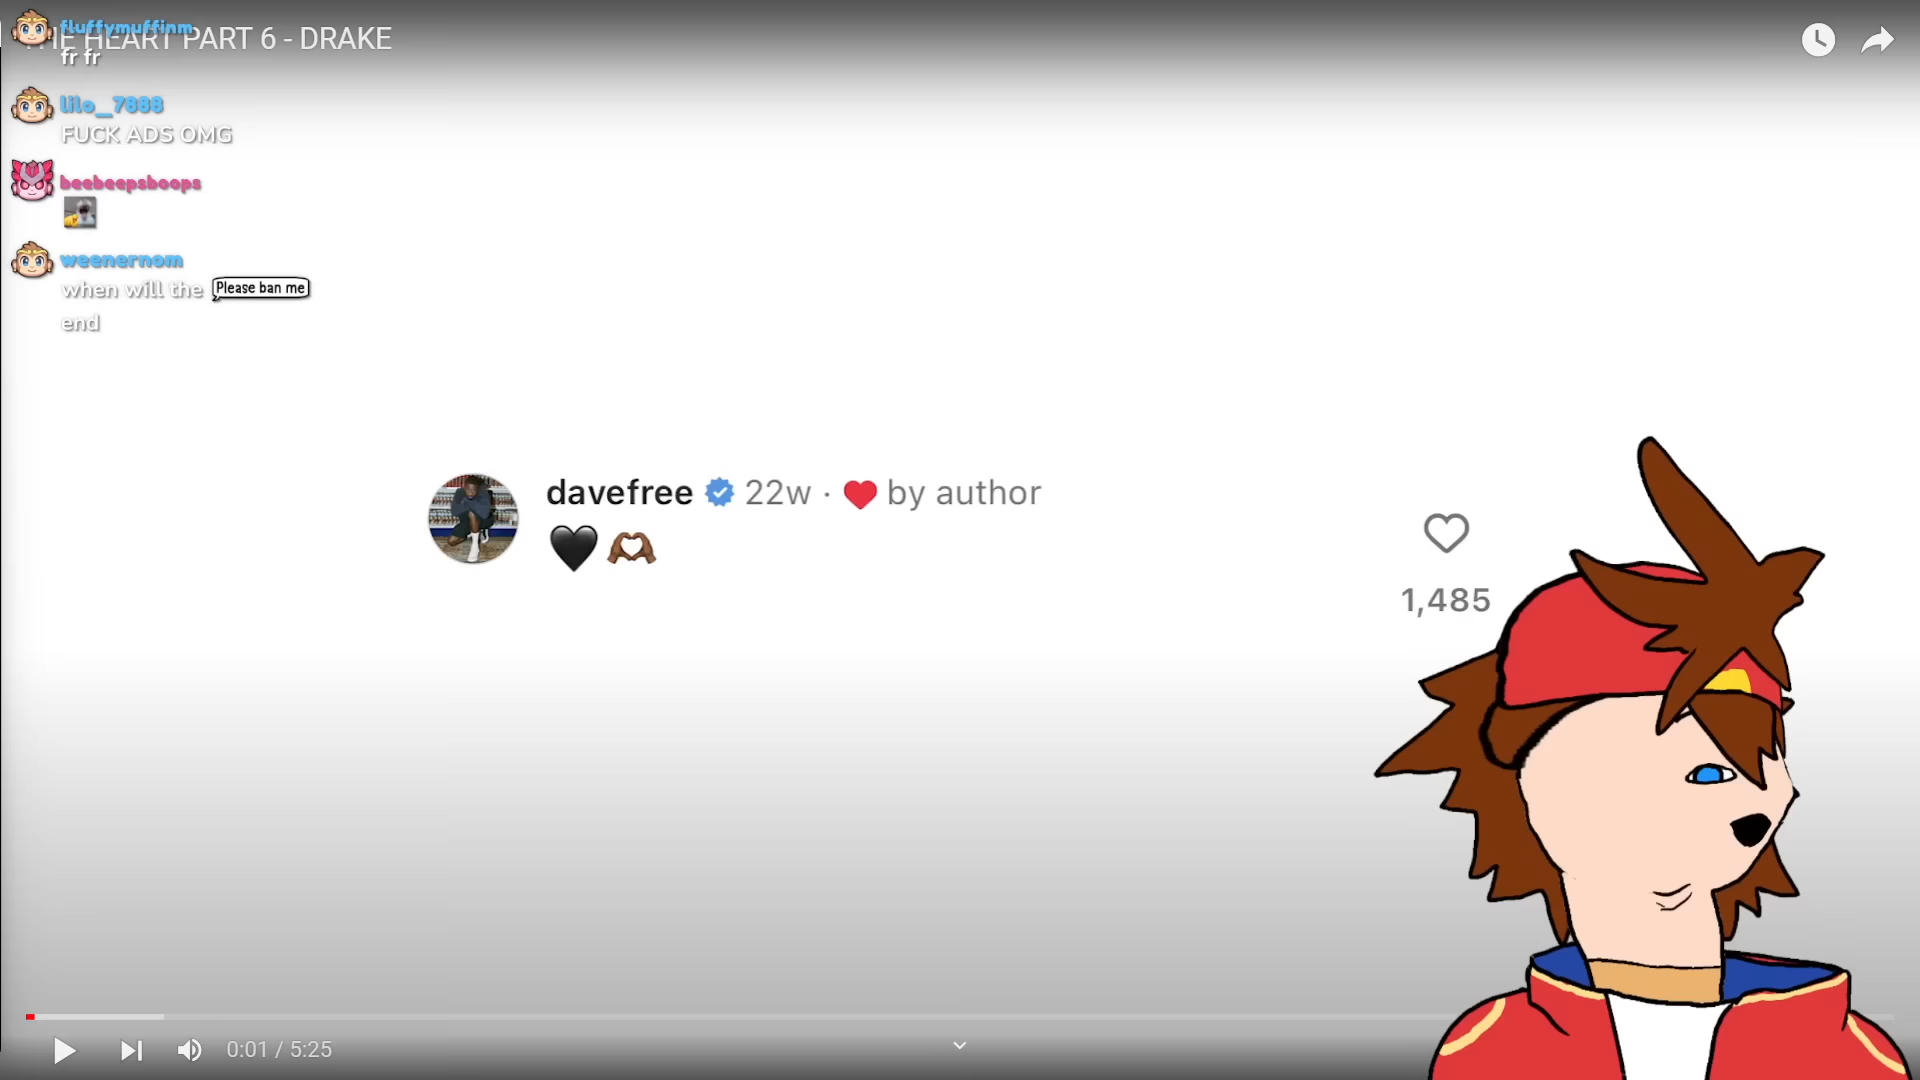 THE HEART PART 6 - DRAKE
fluffymuffinm
fr fr
lilo_7888
FUCK ADS OMG
beebeepsboops
weenernom
when will the Please ban me
end
davefree 22w · ❤️ by author
🖤 🫶🏾
1,485
0:01 / 5:25